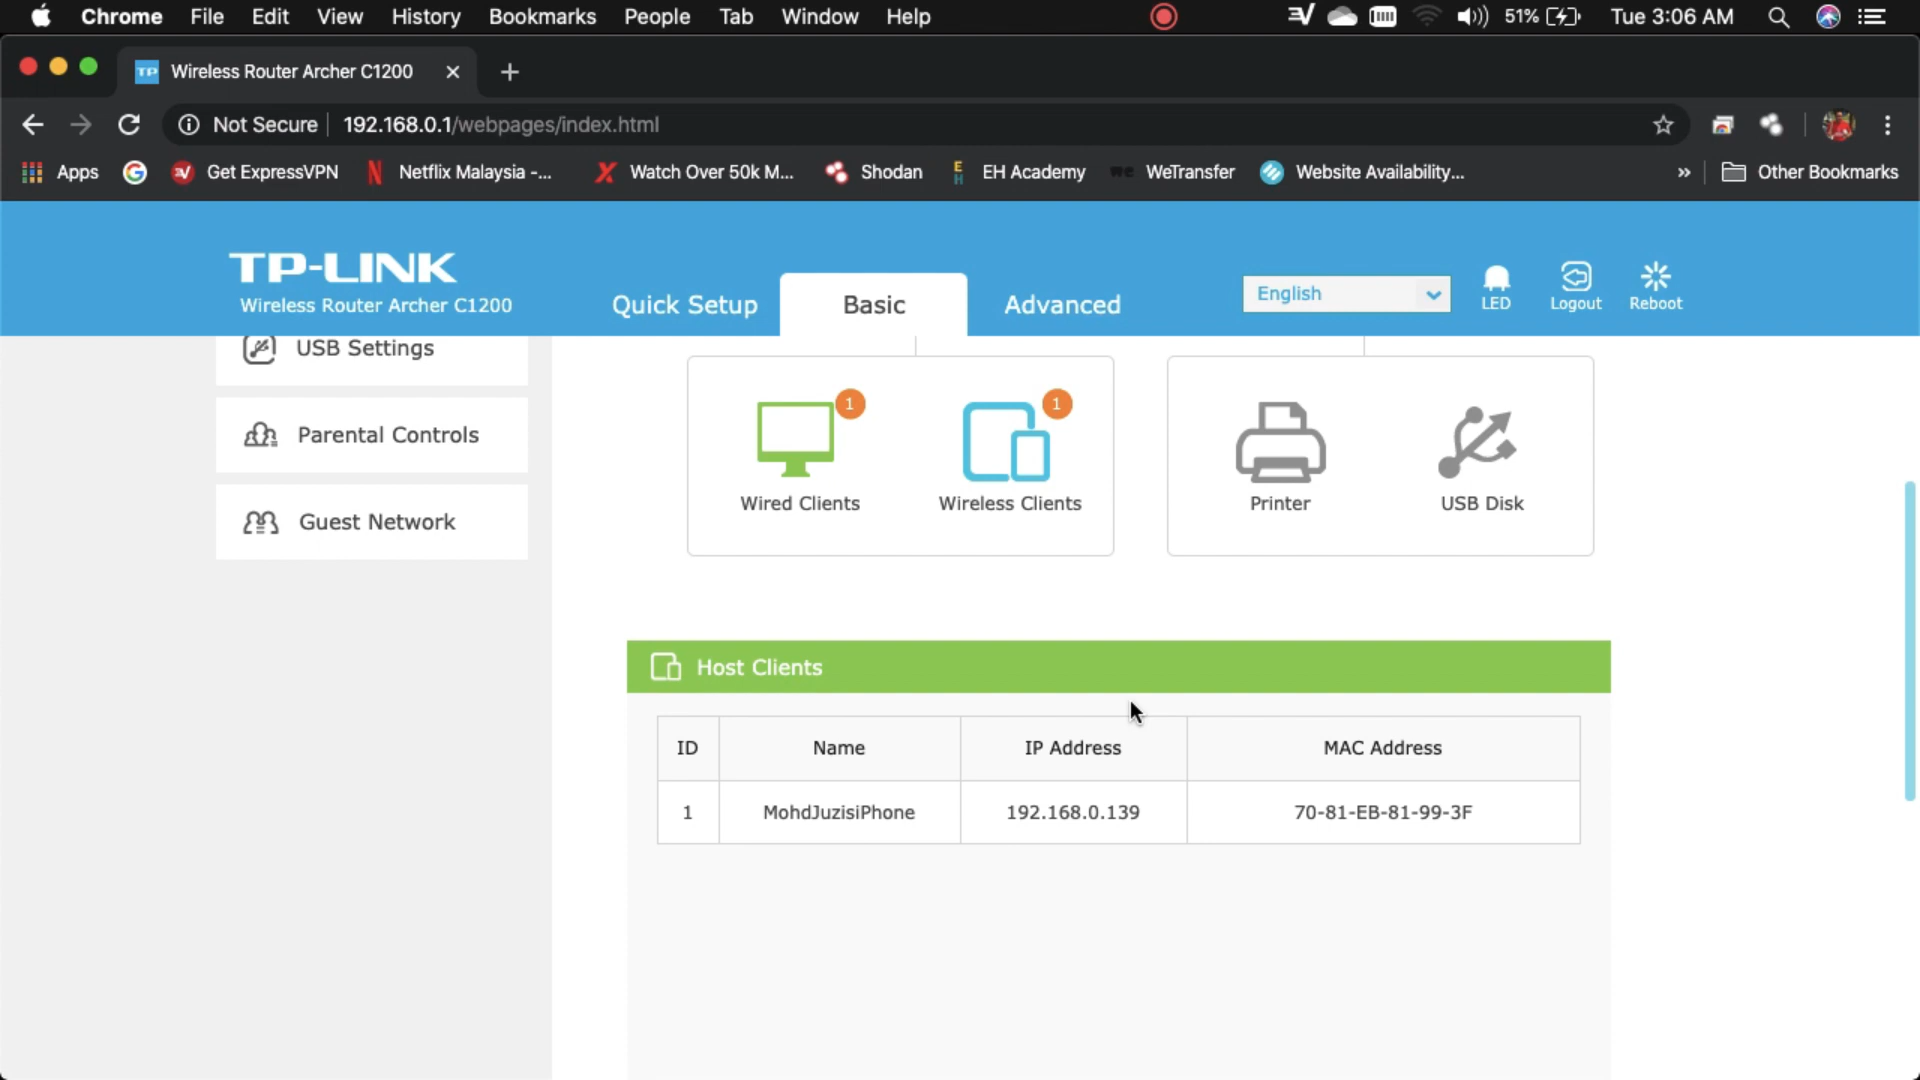 Chrome File Edit View History Bookmarks People Tab Window Help 51% Tue 3:06 AM
TP Wireless Router Archer C1200
Not Secure 192.168.0.1/webpages/index.html
Apps Get ExpressVPN Netflix Malaysia -... Watch Over 50k M... Shodan EH EH Academy we WeTransfer Website Availability... » Other Bookmarks
TP-LINK
Wireless Router Archer C1200
Quick Setup Basic Advanced English LED Logout Reboot
USB Settings
Parental Controls
Guest Network
1 1
Wired Clients Wireless Clients Printer USB Disk
Host Clients
ID Name IP Address MAC Address
1 MohdJuzisiPhone 192.168.0.139 70-81-EB-81-99-3F